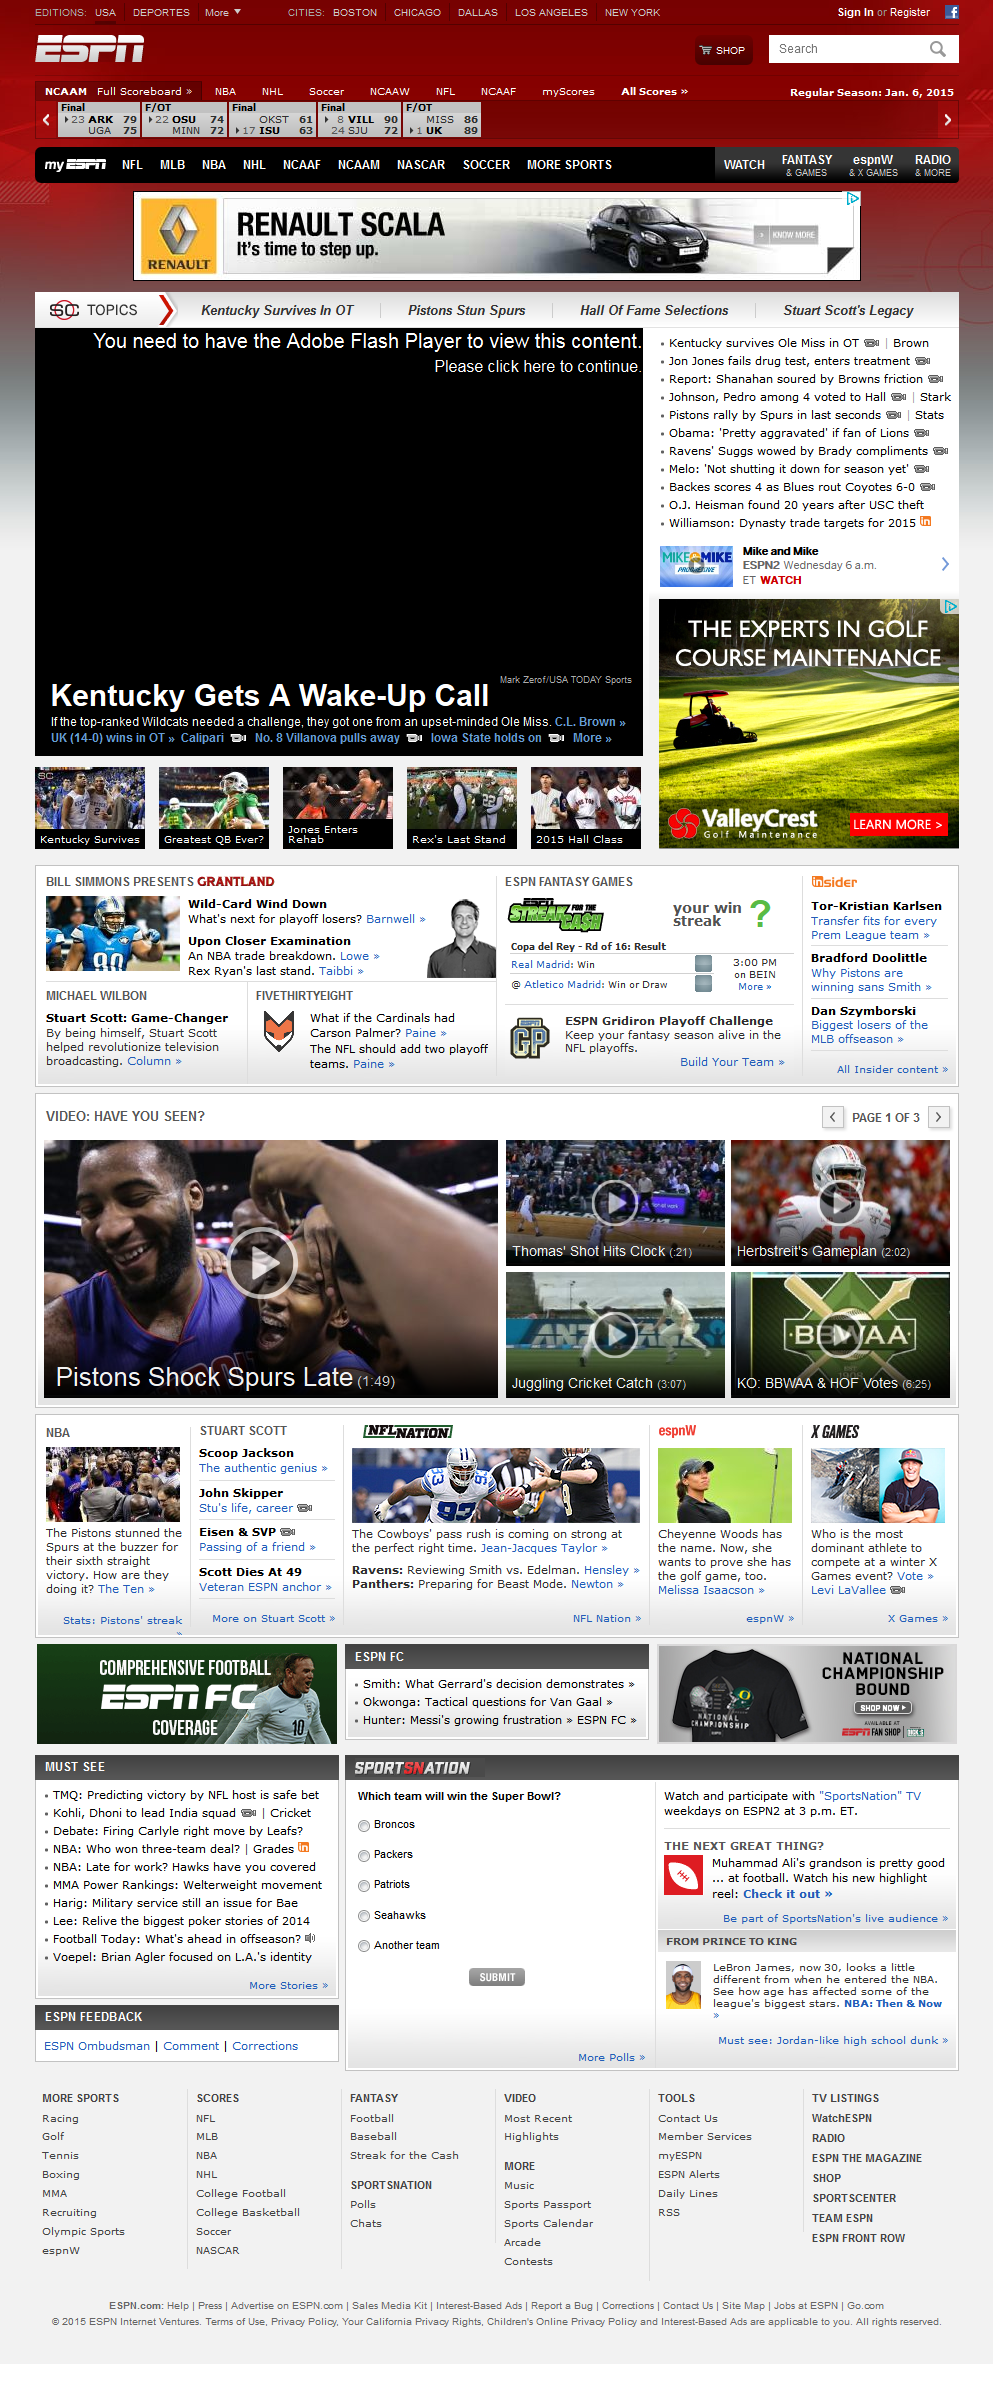 EDITIONS: USA DEPORTES More CITIES: BOSTON CHICAGO DALLAS LOS ANGELES NEW YORK Sign In or Register
ESPN
SHOP
Search
NCAAM Full Scoreboard » NBA NHL Soccer NCAAW NFL NCAAF myScores All Scores » Regular Season: Jan. 6, 2015
Final F/OT Final Final F/OT
23 ARK 79 22 OSU 74 OKST 61 8 VILL 90 MISS 86
UGA 75 MINN 72 17 ISU 63 24 SJU 72 1 UK 89
my ESPN NFL MLB NBA NHL NCAAF NCAAM NASCAR SOCCER MORE SPORTS WATCH FANTASY & GAMES espnW & X GAMES RADIO & MORE
RENAULT
RENAULT SCALA
It's time to step up.
KNOW MORE
SC TOPICS Kentucky Survives In OT Pistons Stun Spurs Hall Of Fame Selections Stuart Scott's Legacy
You need to have the Adobe Flash Player to view this content.
Please click here to continue.
Mark Zerof/USA TODAY Sports
Kentucky Gets A Wake-Up Call
If the top-ranked Wildcats needed a challenge, they got one from an upset-minded Ole Miss. C.L. Brown »
UK (14-0) wins in OT » Calipari No. 8 Villanova pulls away Iowa State holds on More »
SC
Kentucky Survives
Greatest QB Ever?
Jones Enters
Rehab
Rex's Last Stand
2015 Hall Class
Kentucky survives Ole Miss in OT | Brown
Jon Jones fails drug test, enters treatment
Report: Shanahan soured by Browns friction
Johnson, Pedro among 4 voted to Hall | Stark
Pistons rally by Spurs in last seconds | Stats
Obama: 'Pretty aggravated' if fan of Lions
Ravens' Suggs wowed by Brady compliments
Melo: 'Not shutting it down for season yet'
Backes scores 4 as Blues rout Coyotes 6-0
O.J. Heisman found 20 years after USC theft
Williamson: Dynasty trade targets for 2015 in
MIKE & MIKE
PROGRESSIVE
Mike and Mike
ESPN2 Wednesday 6 a.m.
ET WATCH
THE EXPERTS IN GOLF
COURSE MAINTENANCE
ValleyCrest
Golf Maintenance
LEARN MORE >
BILL SIMMONS PRESENTS GRANTLAND
Wild-Card Wind Down
What's next for playoff losers? Barnwell »
Upon Closer Examination
An NBA trade breakdown. Lowe »
Rex Ryan's last stand. Taibbi »
MICHAEL WILBON
Stuart Scott: Game-Changer
By being himself, Stuart Scott
helped revolutionize television
broadcasting. Column »
FIVETHIRTYEIGHT
What if the Cardinals had
Carson Palmer? Paine »
The NFL should add two playoff
teams. Paine »
ESPN FANTASY GAMES
STREAK FOR THE CASH
your win
streak ?
Copa del Rey - Rd of 16: Result
Real Madrid: Win
@ Atletico Madrid: Win or Draw
3:00 PM
on BEIN
More »
GP
ESPN Gridiron Playoff Challenge
Keep your fantasy season alive in the
NFL playoffs.
Build Your Team »
insider
Tor-Kristian Karlsen
Transfer fits for every
Prem League team »
Bradford Doolittle
Why Pistons are
winning sans Smith »
Dan Szymborski
Biggest losers of the
MLB offseason »
All Insider content »
VIDEO: HAVE YOU SEEN?
PAGE 1 OF 3
Pistons Shock Spurs Late (1:49)
Thomas' Shot Hits Clock (:21)
Herbstreit's Gameplan (2:02)
Juggling Cricket Catch (3:07)
BBWAA
KO: BBWAA & HOF Votes (6:25)
NBA
The Pistons stunned the
Spurs at the buzzer for
their sixth straight
victory. How are they
doing it? The Ten »
Stats: Pistons' streak
»
STUART SCOTT
Scoop Jackson
The authentic genius »
John Skipper
Stu's life, career
Eisen & SVP
Passing of a friend »
Scott Dies At 49
Veteran ESPN anchor »
More on Stuart Scott »
NFL NATION
The Cowboys' pass rush is coming on strong at
the perfect right time. Jean-Jacques Taylor »
Ravens: Reviewing Smith vs. Edelman. Hensley »
Panthers: Preparing for Beast Mode. Newton »
NFL Nation »
espnW
Cheyenne Woods has
the name. Now, she
wants to prove she has
the golf game, too.
Melissa Isaacson »
espnW »
X GAMES
Who is the most
dominant athlete to
compete at a winter X
Games event? Vote »
Levi LaVallee
X Games »
COMPREHENSIVE FOOTBALL
ESPN FC
COVERAGE
10
ESPN FC
Smith: What Gerrard's decision demonstrates »
Okwonga: Tactical questions for Van Gaal »
Hunter: Messi's growing frustration » ESPN FC »
NATIONAL
CHAMPIONSHIP
NATIONAL
CHAMPIONSHIP
BOUND
SHOP NOW
AVAILABLE AT
ESPN FAN SHOP
MUST SEE
TMQ: Predicting victory by NFL host is safe bet
Kohli, Dhoni to lead India squad | Cricket
Debate: Firing Carlyle right move by Leafs?
NBA: Who won three-team deal? | Grades in
NBA: Late for work? Hawks have you covered
MMA Power Rankings: Welterweight movement
Harig: Military service still an issue for Bae
Lee: Relive the biggest poker stories of 2014
Football Today: What's ahead in offseason?
Voepel: Brian Agler focused on L.A.'s identity
More Stories »
ESPN FEEDBACK
ESPN Ombudsman | Comment | Corrections
SPORTSNATION
Which team will win the Super Bowl?
Broncos
Packers
Patriots
Seahawks
Another team
SUBMIT
More Polls »
Watch and participate with "SportsNation" TV
weekdays on ESPN2 at 3 p.m. ET.
THE NEXT GREAT THING?
Muhammad Ali's grandson is pretty good
... at football. Watch his new highlight
reel: Check it out »
Be part of SportsNation's live audience »
FROM PRINCE TO KING
LeBron James, now 30, looks a little
different from when he entered the NBA.
See how age has affected some of the
league's biggest stars. NBA: Then & Now
»
Must see: Jordan-like high school dunk »
MORE SPORTS
Racing
Golf
Tennis
Boxing
MMA
Recruiting
Olympic Sports
espnW
SCORES
NFL
MLB
NBA
NHL
College Football
College Basketball
Soccer
NASCAR
FANTASY
Football
Baseball
Streak for the Cash
SPORTSNATION
Polls
Chats
VIDEO
Most Recent
Highlights
MORE
Music
Sports Passport
Sports Calendar
Arcade
Contests
TOOLS
Contact Us
Member Services
myESPN
ESPN Alerts
Daily Lines
RSS
TV LISTINGS
WatchESPN
RADIO
ESPN THE MAGAZINE
SHOP
SPORTSCENTER
TEAM ESPN
ESPN FRONT ROW
ESPN.com: Help | Press | Advertise on ESPN.com | Sales Media Kit | Interest-Based Ads | Report a Bug | Corrections | Contact Us | Site Map | Jobs at ESPN | Go.com
© 2015 ESPN Internet Ventures. Terms of Use, Privacy Policy, Your California Privacy Rights, Children's Online Privacy Policy and Interest-Based Ads are applicable to you. All rights reserved.